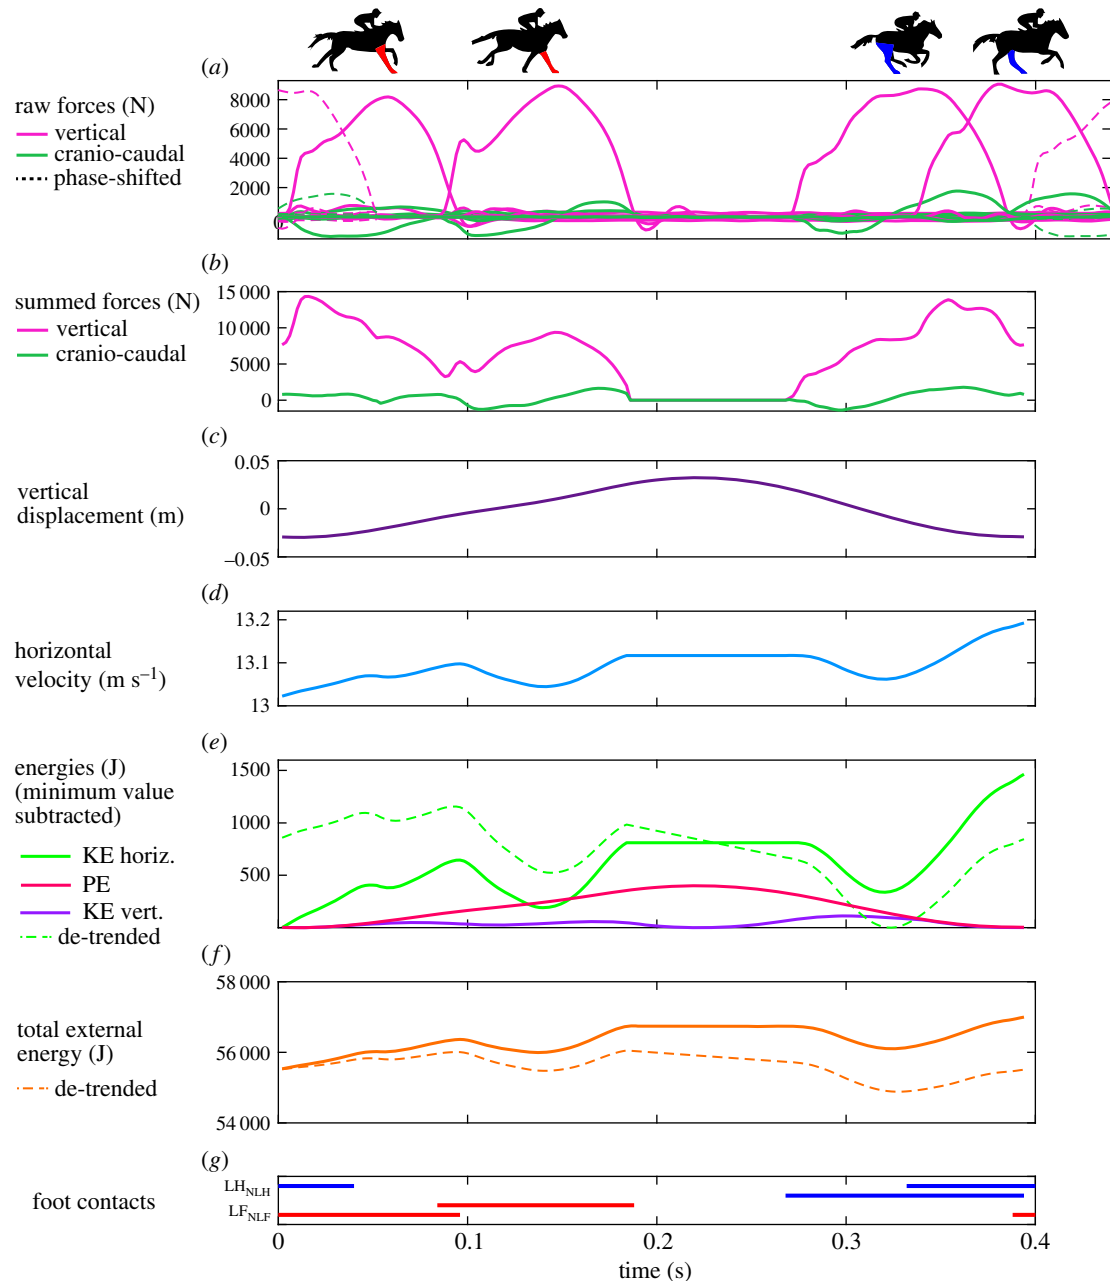 (a)
raw forces (N)
vertical
cranio-caudal
phase-shifted
8000
6000
4000
2000
0
(b)
summed forces (N)
vertical
cranio-caudal
15 000
10 000
5000
0
(c)
vertical
displacement (m)
0.05
0
–0.05
(d)
horizontal
velocity (m s–1)
13.2
13.1
13
(e)
energies (J)
(minimum value
subtracted)
KE horiz.
PE
KE vert.
de-trended
1500
1000
500
(f)
total external
energy (J)
de-trended
58 000
56 000
54 000
(g)
foot contacts
LHNLH
LFNLF
0 0.1 0.2 0.3 0.4
time (s)